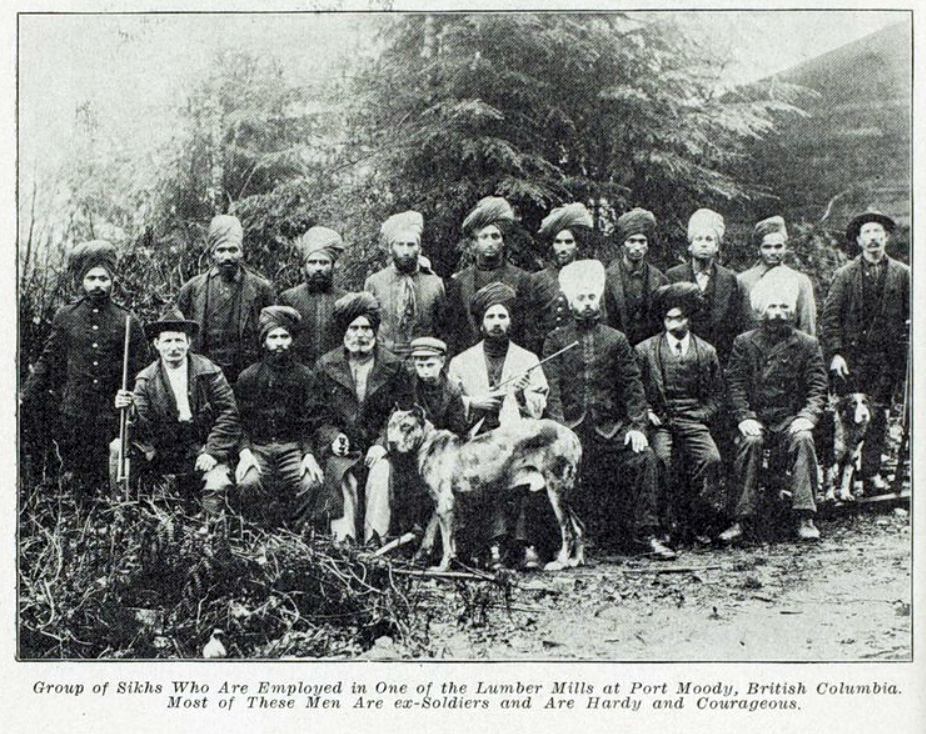 Group of Sikhs Who Are Employed in One of the Lumber Mills at Port Moody, British Columbia.
Most of These Men Are ex-Soldiers and Are Hardy and Courageous.